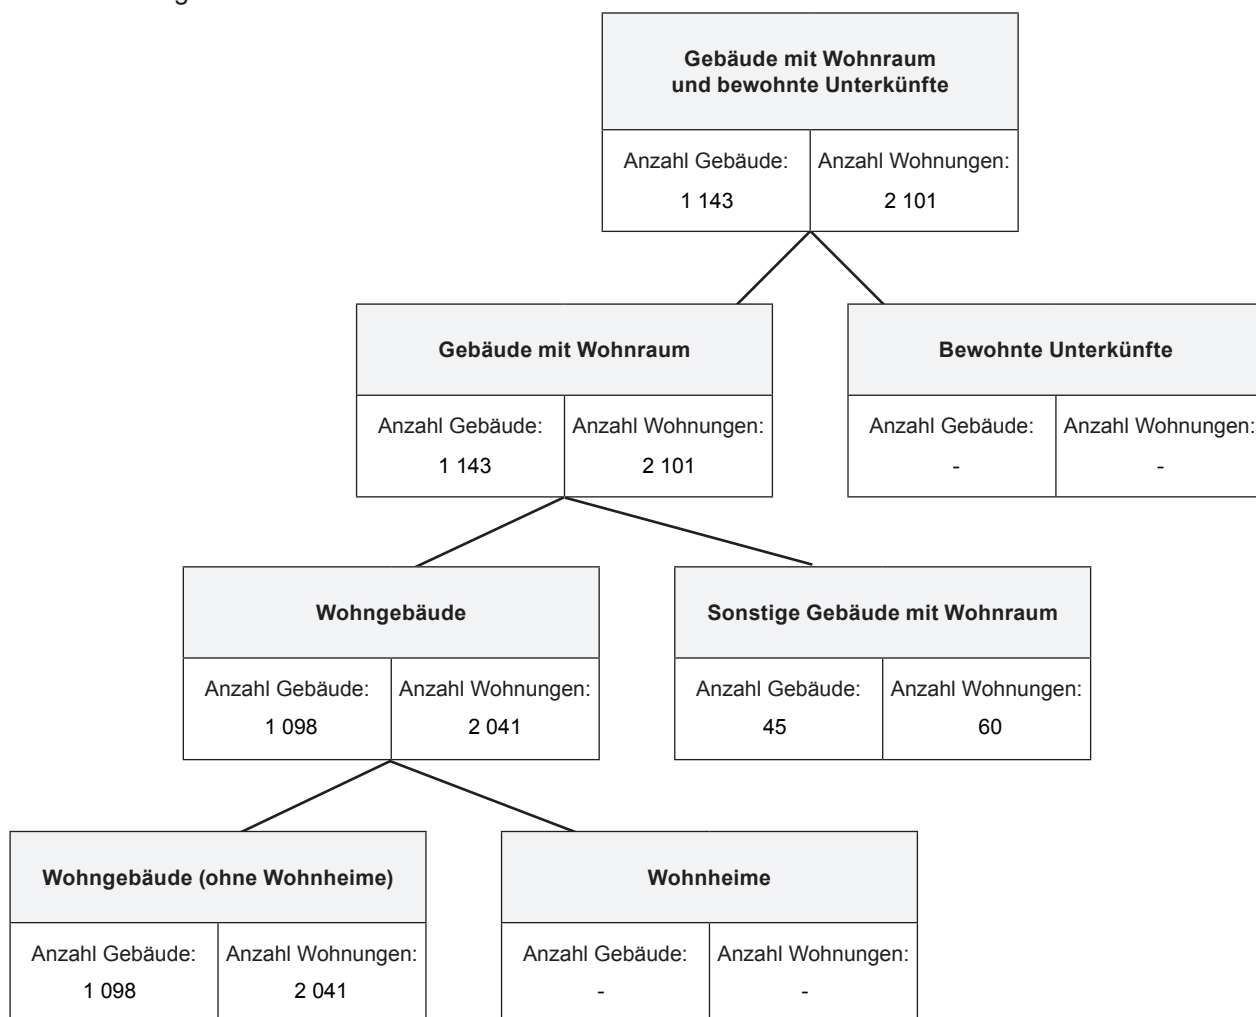 Gebäude mit Wohnraum
und bewohnte Unterkünfte
Anzahl Gebäude: Anzahl Wohnungen:
1 143 2 101
Gebäude mit Wohnraum Bewohnte Unterkünfte
Anzahl Gebäude: Anzahl Wohnungen: Anzahl Gebäude: Anzahl Wohnungen:
1 143 2 101 - -
Wohngebäude Sonstige Gebäude mit Wohnraum
Anzahl Gebäude: Anzahl Wohnungen: Anzahl Gebäude: Anzahl Wohnungen:
1 098 2 041 45 60
Wohngebäude (ohne Wohnheime) Wohnheime
Anzahl Gebäude: Anzahl Wohnungen: Anzahl Gebäude: Anzahl Wohnungen:
1 098 2 041 - -